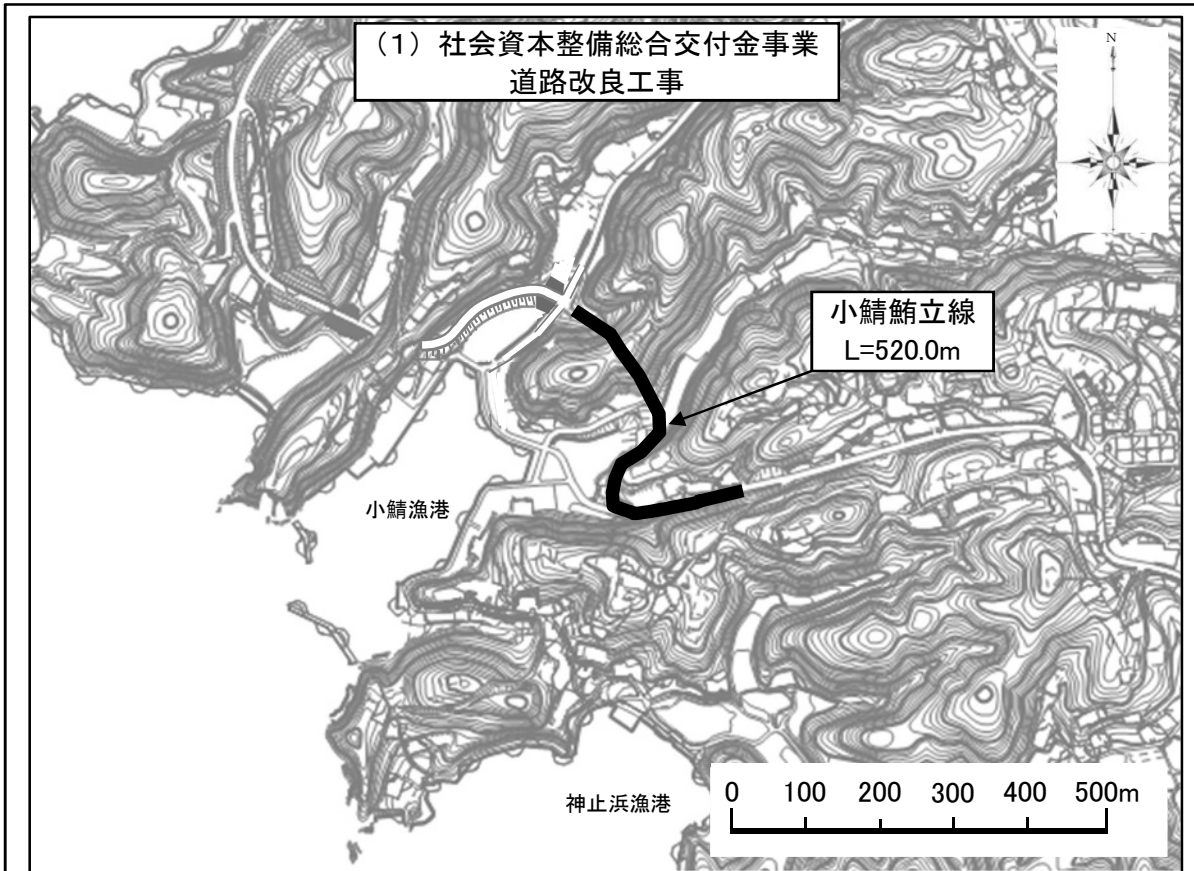 （1） 社会資本整備総合交付金事業
道路改良工事
N
小鯖鮪立線
L=520.0m
小鯖漁港
神止浜漁港
0 100 200 300 400 500m